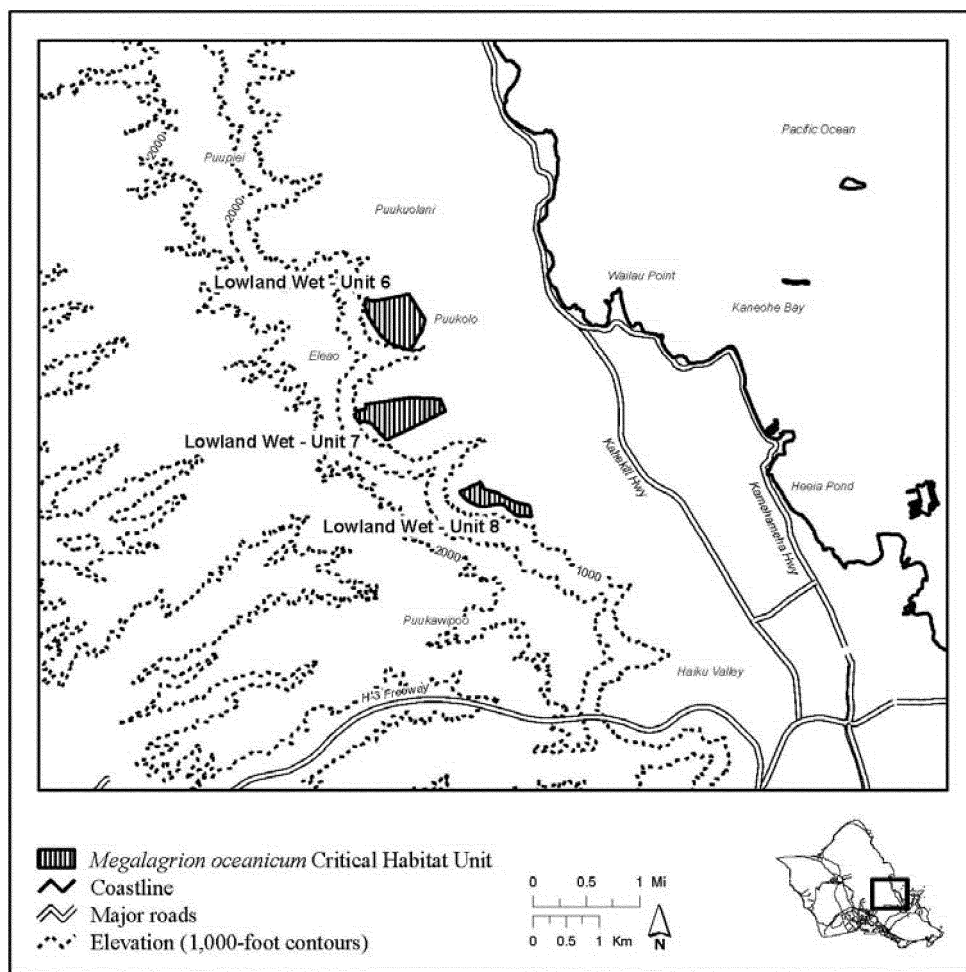 Pacific Ocean
2000
Puupiei
2000
Puukuolani
Wailau Point
Lowland Wet - Unit 6
Kaneohe Bay
Puukolo
Eleao
Lowland Wet - Unit 7
Kahekili Hwy
Heeia Pond
Kamehameha Hwy
Lowland Wet - Unit 8
2000
1000
Puukawipoo
Haiku Valley
H-3 Freeway
Megalagrion oceanicum Critical Habitat Unit
Coastline
Major roads
Elevation (1,000-foot contours)
0 0.5 1 Mi
0 0.5 1 Km
N